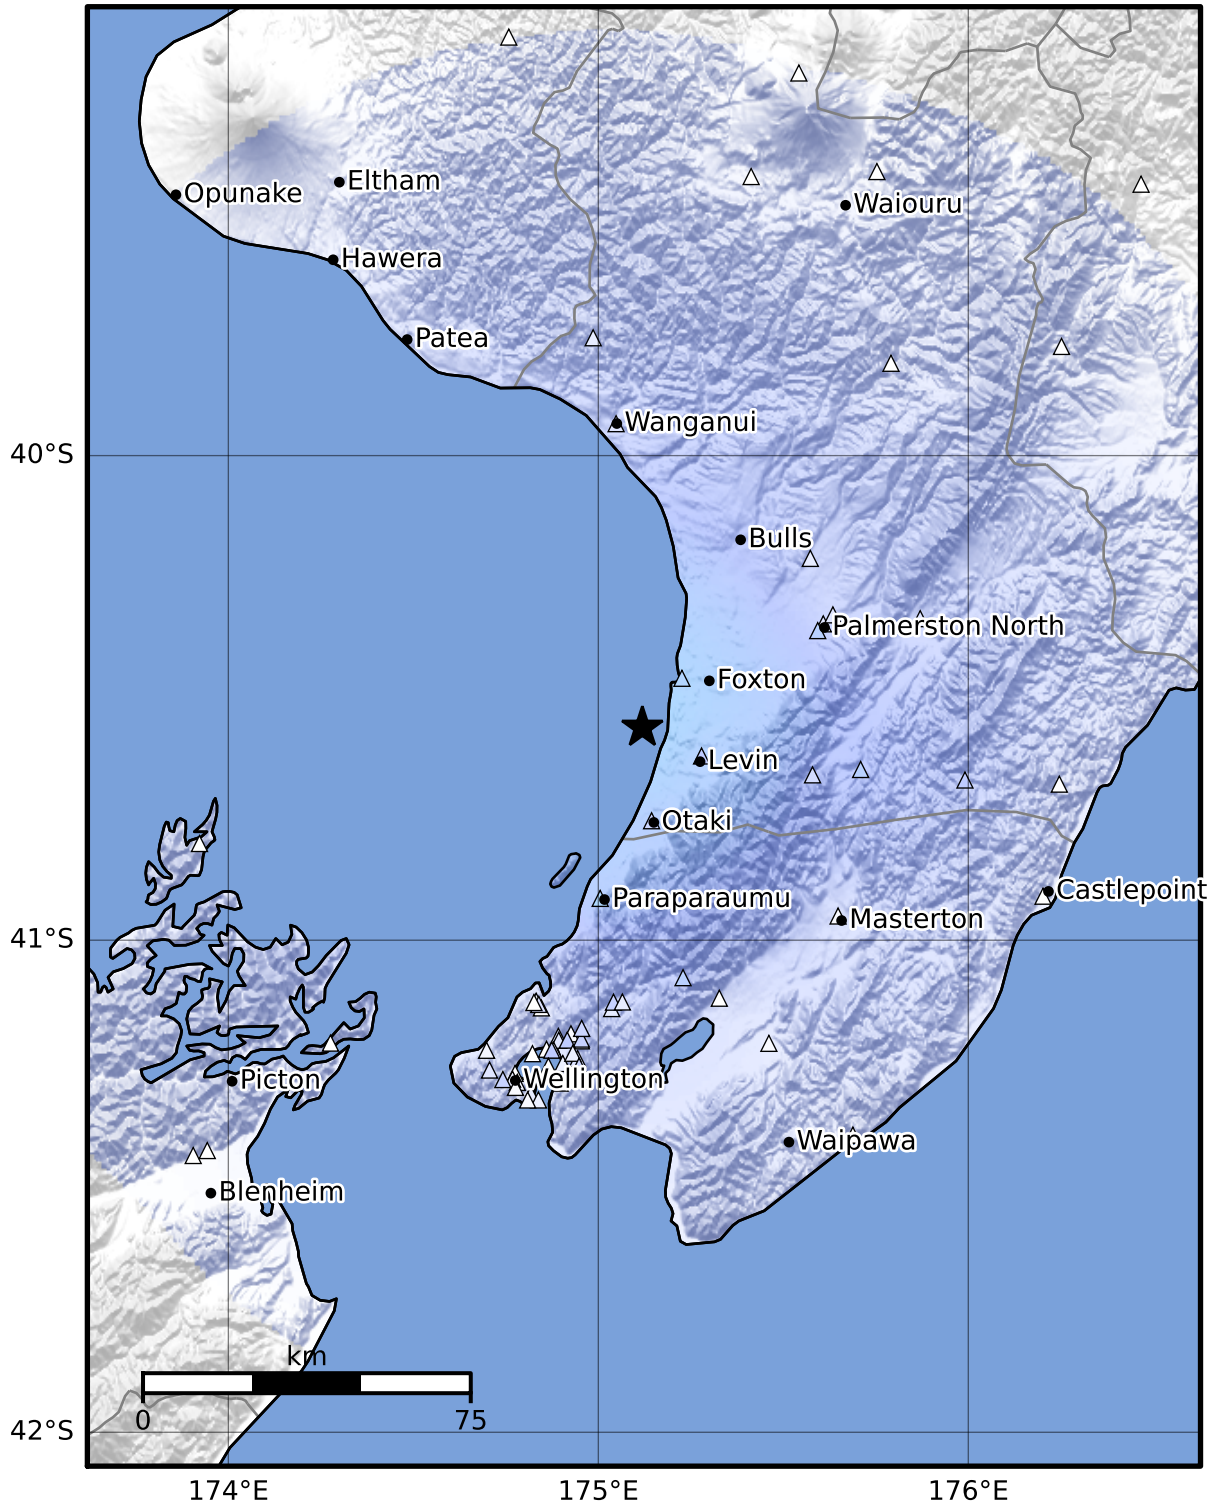 Eltham
Opunake
Waiouru
Hawera
Patea
Wanganui
40°S
Bulls
Palmerston North
Foxton
Levin
Otaki
Castlepoint
Paraparaumu
Masterton
41°S
Picton
Wellington
Waipawa
Blenheim
km
0 75
42°S
174°E 175°E 176°E